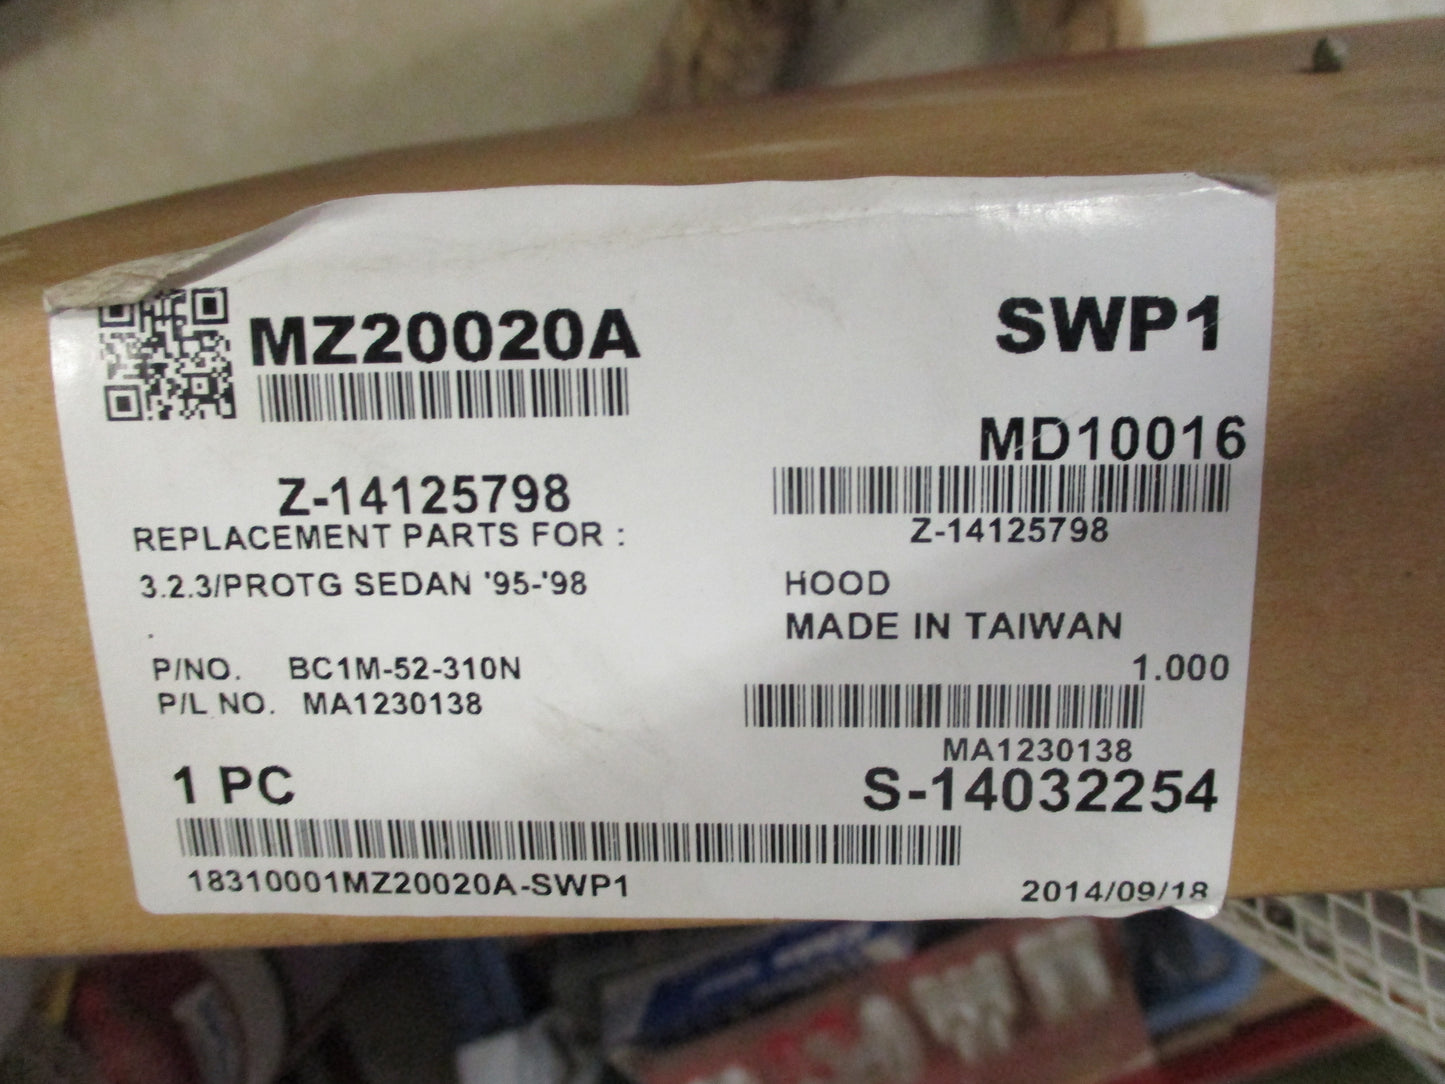 MZ20020A
SWP1
MD10016
Z-14125798
Z-14125798
REPLACEMENT PARTS FOR :
3.2.3/PROTG SEDAN '95-'98
HOOD
.
MADE IN TAIWAN
P/NO. BC1M-52-310N
1.000
P/L NO. MA1230138
MA1230138
1 PC
S-14032254
18310001MZ20020A-SWP1
2014/09/18